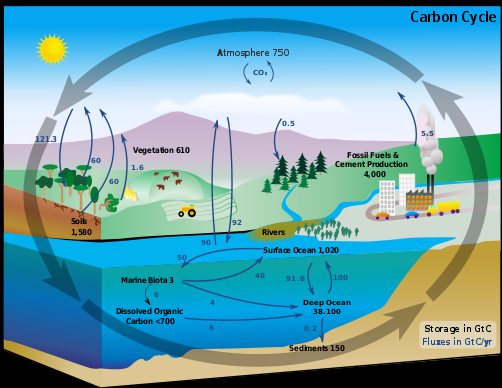 Carbon Cycle
Atmosphere 750
CO₂
121.3
0.5
5.5
Vegetation 610
60
1.6
60
Fossil Fuels &
Cement Production
4,000
Soils
1,580
92
90
Rivers
Surface Ocean 1,020
50
40
91.6
100
Marine Biota 3
6
4
Deep Ocean
38.100
Dissolved Organic
Carbon <700
6
0.2
Sediments 150
Storage in GtC
Fluxes in GtC/yr